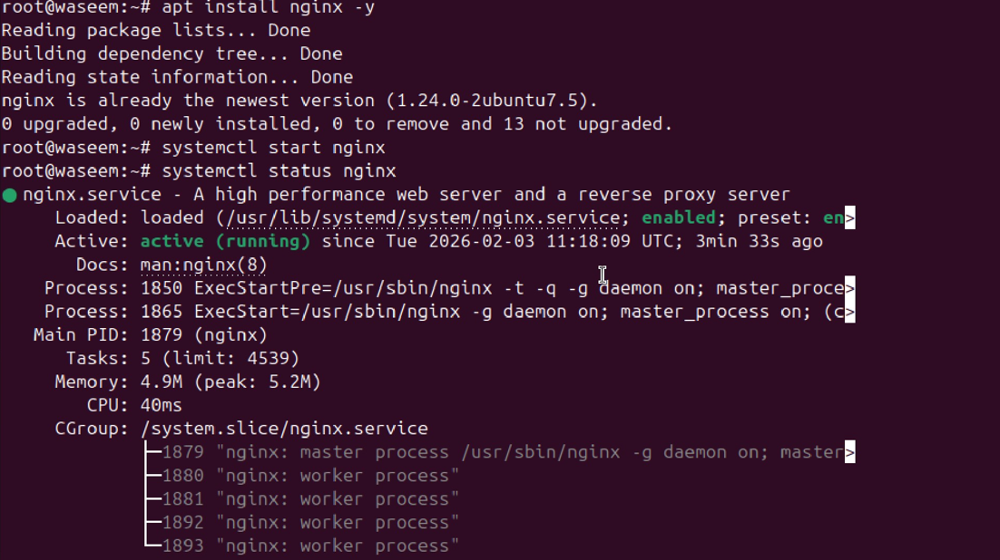 root@waseem:~# apt install nginx -y
Reading package lists... Done
Building dependency tree... Done
Reading state information... Done
nginx is already the newest version (1.24.0-2ubuntu7.5).
0 upgraded, 0 newly installed, 0 to remove and 13 not upgraded.
root@waseem:~# systemctl start nginx
root@waseem:~# systemctl status nginx
● nginx.service - A high performance web server and a reverse proxy server
     Loaded: loaded (/usr/lib/systemd/system/nginx.service; enabled; preset: en>
     Active: active (running) since Tue 2026-02-03 11:18:09 UTC; 3min 33s ago
       Docs: man:nginx(8)
    Process: 1850 ExecStartPre=/usr/sbin/nginx -t -q -g daemon on; master_proce>
    Process: 1865 ExecStart=/usr/sbin/nginx -g daemon on; master_process on; (c>
   Main PID: 1879 (nginx)
      Tasks: 5 (limit: 4539)
     Memory: 4.9M (peak: 5.2M)
        CPU: 40ms
     CGroup: /system.slice/nginx.service
             ├─1879 "nginx: master process /usr/sbin/nginx -g daemon on; master>
             ├─1880 "nginx: worker process"
             ├─1881 "nginx: worker process"
             ├─1892 "nginx: worker process"
             └─1893 "nginx: worker process"